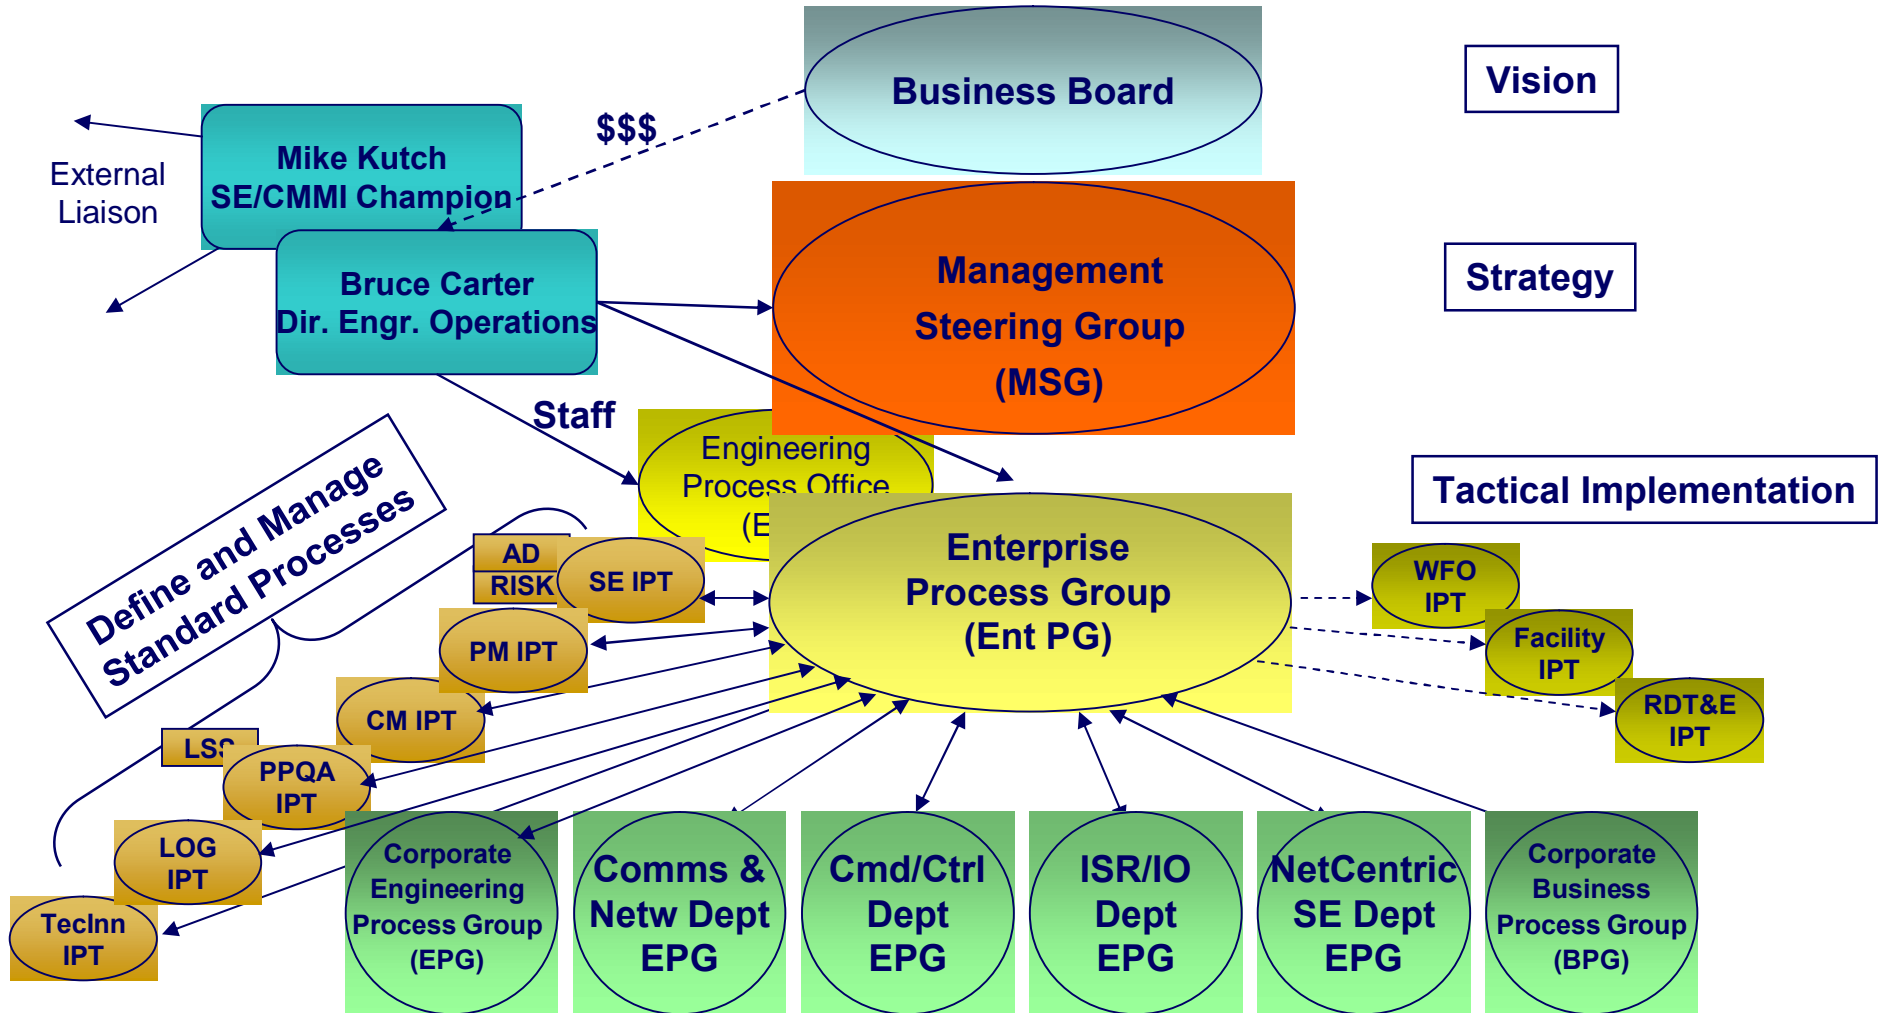 Business Board
Vision
$$$
Mike Kutch
SE/CMMI Champion
External
Liaison
Bruce Carter
Dir. Engr. Operations
Management
Steering Group
(MSG)
Strategy
Staff
Engineering
Process Office
(E
Tactical Implementation
Define and Manage
Standard Processes
AD
RISK
SE IPT
Enterprise
Process Group
(Ent PG)
WFO
IPT
PM IPT
Facility
IPT
CM IPT
RDT&E
IPT
LSS
PPQA
IPT
LOG
IPT
TecInn
IPT
Corporate
Engineering
Process Group
(EPG)
Comms &
Netw Dept
EPG
Cmd/Ctrl
Dept
EPG
ISR/IO
Dept
EPG
NetCentric
SE Dept
EPG
Corporate
Business
Process Group
(BPG)